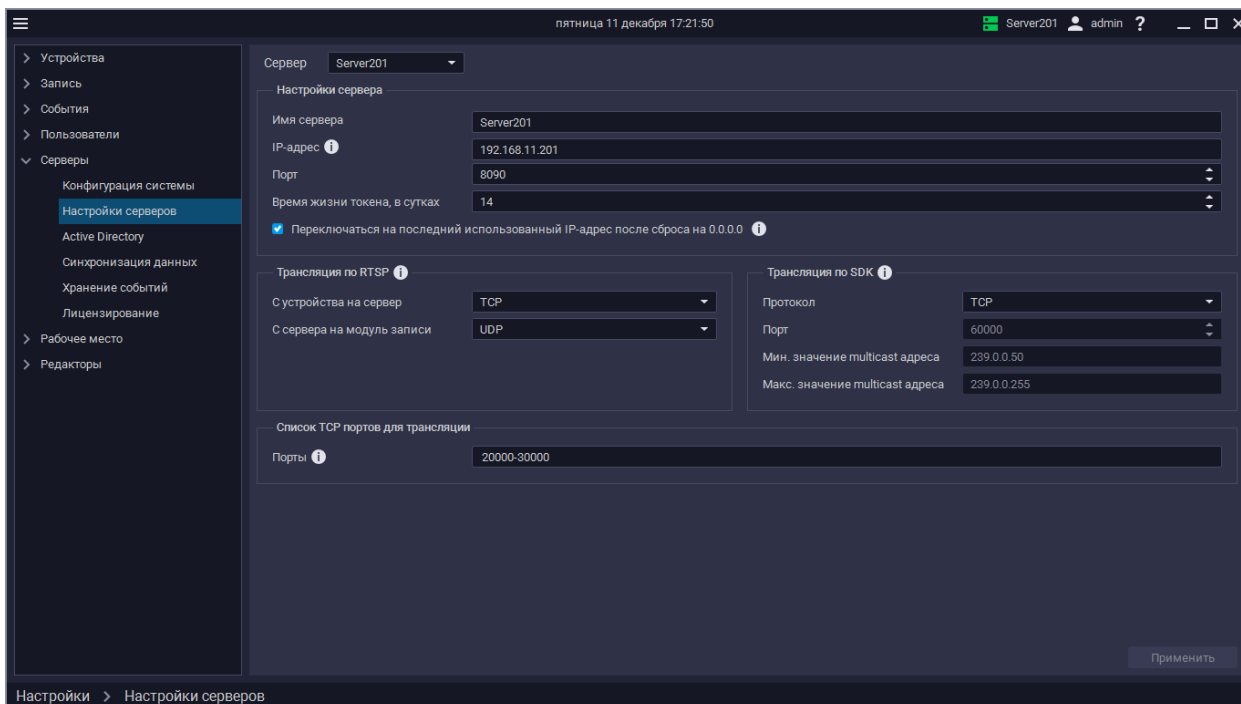 пятница 11 декабря 17:21:50
Server201 admin ?
Устройства
Запись
События
Пользователи
Серверы
Конфигурация системы
Настройки серверов
Active Directory
Синхронизация данных
Хранение событий
Лицензирование
Рабочее место
Редакторы
Сервер Server201
Настройки сервера
Имя сервера Server201
IP-адрес i 192.168.11.201
Порт 8090
Время жизни токена, в сутках 14
Переключаться на последний использованный IP-адрес после сброса на 0.0.0.0 i
Трансляция по RTSP i
С устройства на сервер TCP
С сервера на модуль записи UDP
Трансляция по SDK i
Протокол TCP
Порт 60000
Мин. значение multicast адреса 239.0.0.50
Макс. значение multicast адреса 239.0.0.255
Список TCP портов для трансляции
Порты i 20000-30000
Применить
Настройки > Настройки серверов